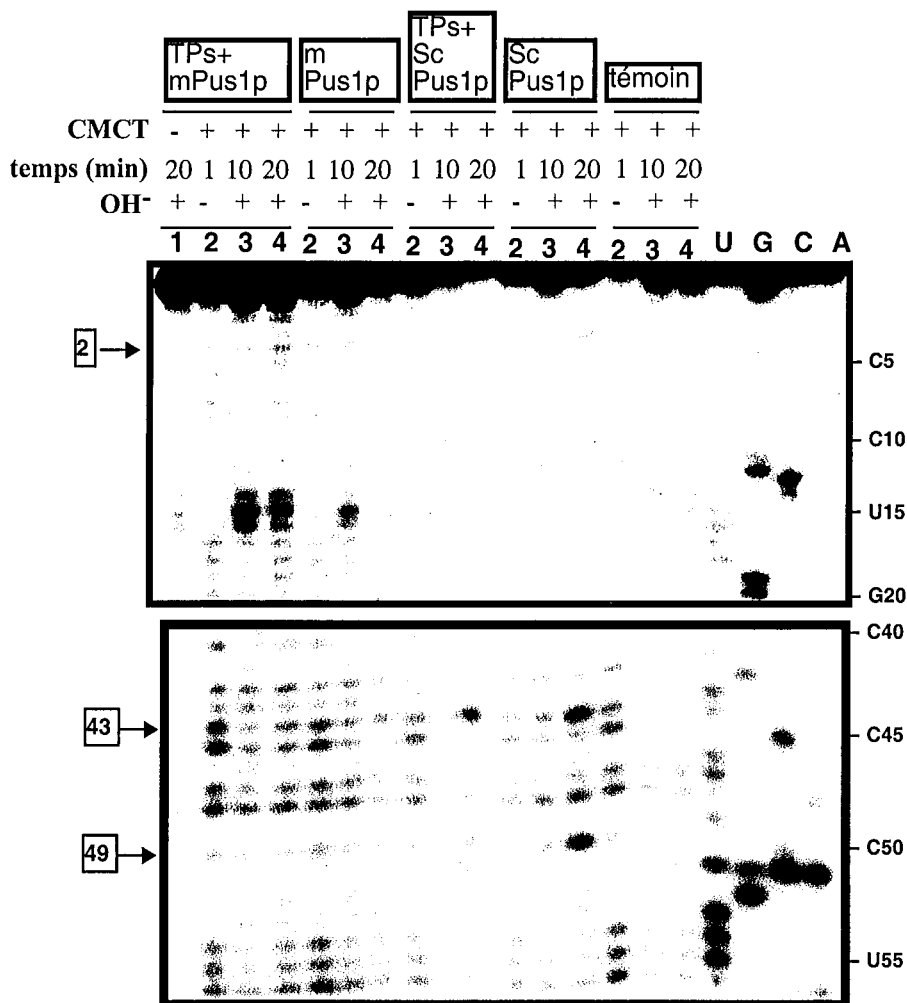 TPs+ mPus1p
m Pus1p
TPs+ Sc Pus1p
Sc Pus1p
témoin
CMCT - + + + + + + + + + + + + + + +
temps (min) 20 1 10 20 1 10 20 1 10 20 1 10 20 1 10 20
OH- + - + + - + + - + + - + + - + +
1 2 3 4 2 3 4 2 3 4 2 3 4 2 3 4 U G C A
2
C5
C10
U15
G20
C40
43
C45
49
C50
U55